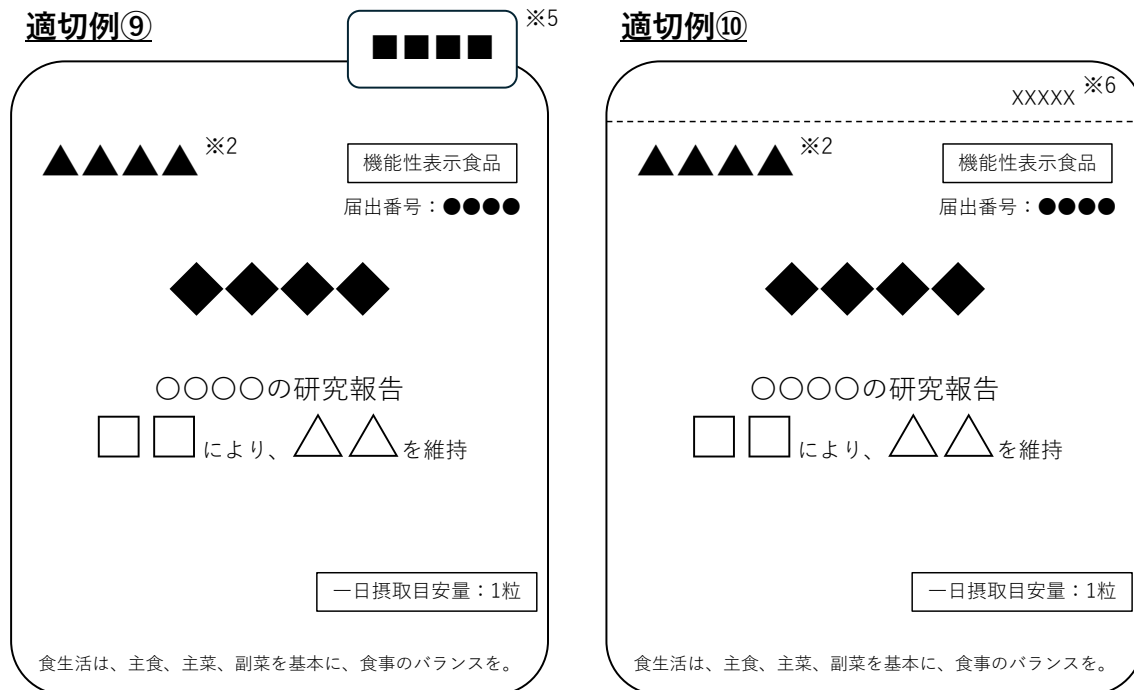 適切例⑨
■■■■ ※5
▲▲▲▲ ※2
機能性表示食品
届出番号：●●●●
◆◆◆◆
○○○○の研究報告
□□により、△△を維持
一日摂取目安量：1粒
食生活は、主食、主菜、副菜を基本に、食事のバランスを。
適切例⑩
XXXXX ※6
▲▲▲▲ ※2
機能性表示食品
届出番号：●●●●
◆◆◆◆
○○○○の研究報告
□□により、△△を維持
一日摂取目安量：1粒
食生活は、主食、主菜、副菜を基本に、食事のバランスを。